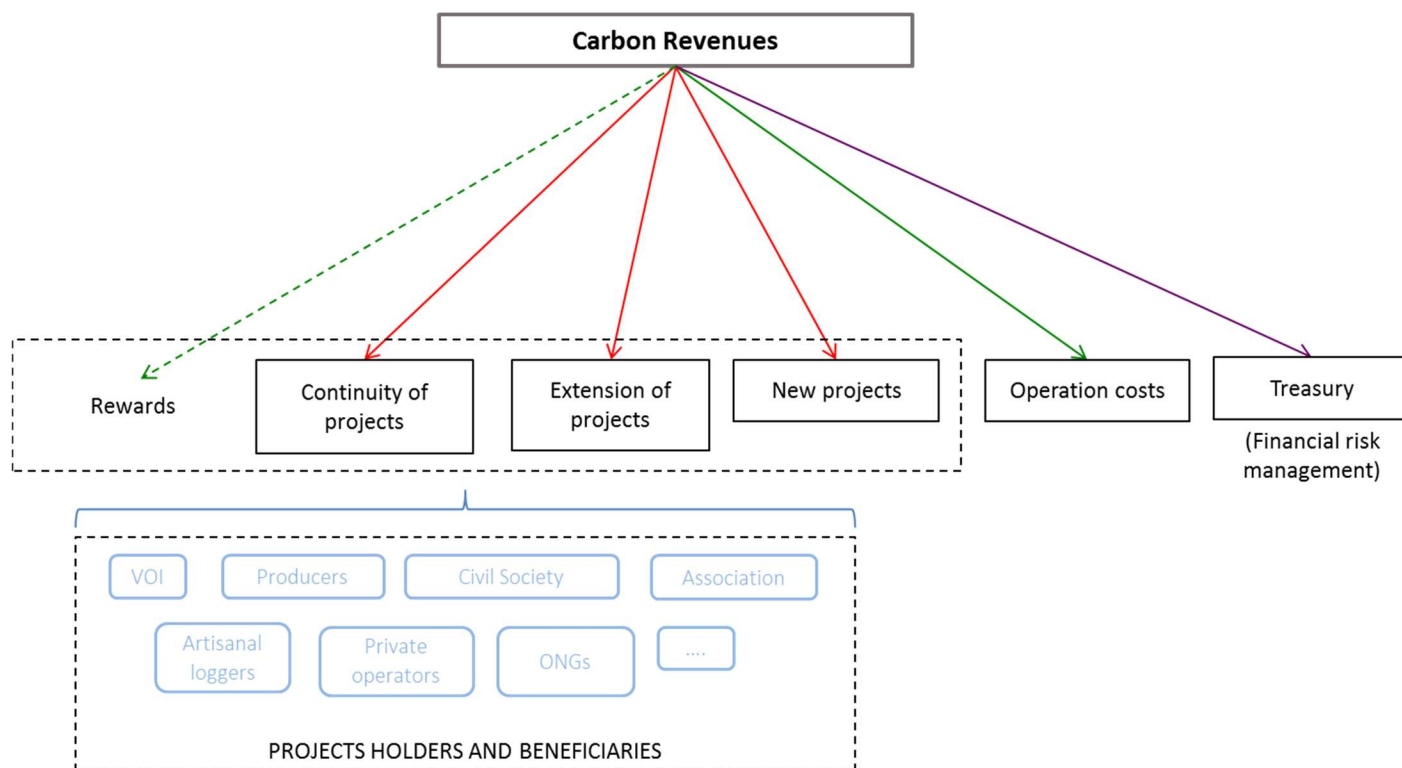 Carbon Revenues
Rewards
Continuity of
projects
Extension of
projects
New projects
Operation costs
Treasury
(Financial risk
management)
VOI
Producers
Civil Society
Association
Artisanal
loggers
Private
operators
ONGs
....
PROJECTS HOLDERS AND BENEFICIARIES